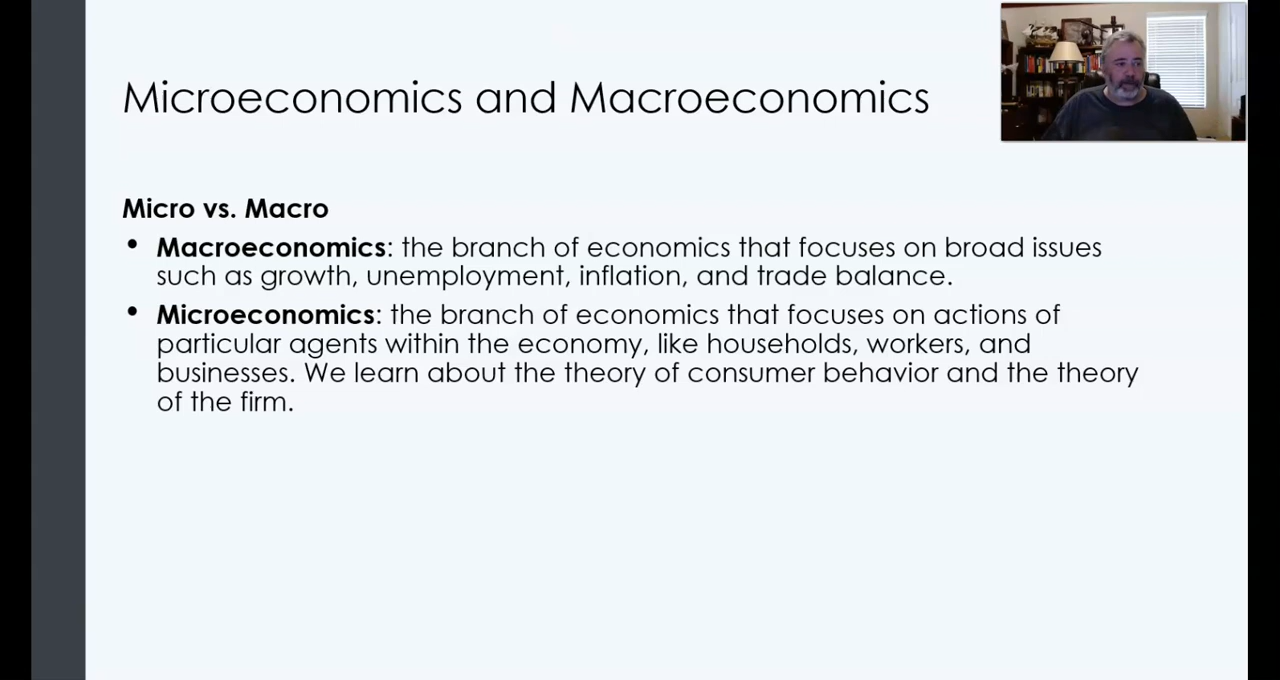 Microeconomics and Macroeconomics
Micro vs. Macro
• Macroeconomics: the branch of economics that focuses on broad issues
such as growth, unemployment, inflation, and trade balance.
• Microeconomics: the branch of economics that focuses on actions of
particular agents within the economy, like households, workers, and
businesses. We learn about the theory of consumer behavior and the theory
of the firm.